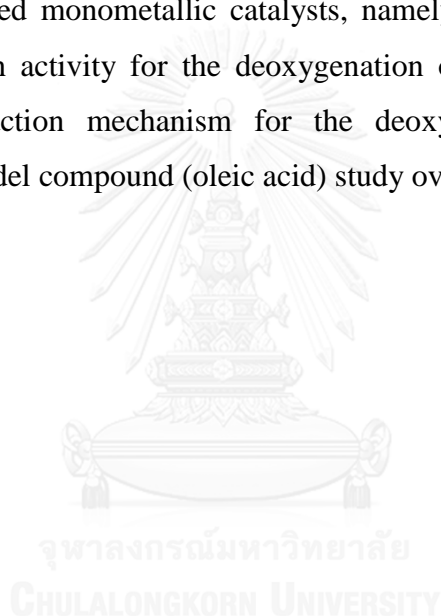 ed monometallic catalysts, namely
n activity for the deoxygenation
action mechanism for the deoxy
del compound (oleic acid) study ov
จุฬาลงกรณ์มหาวิทยาลัย
CHULALONGKORN UNIVERSITY